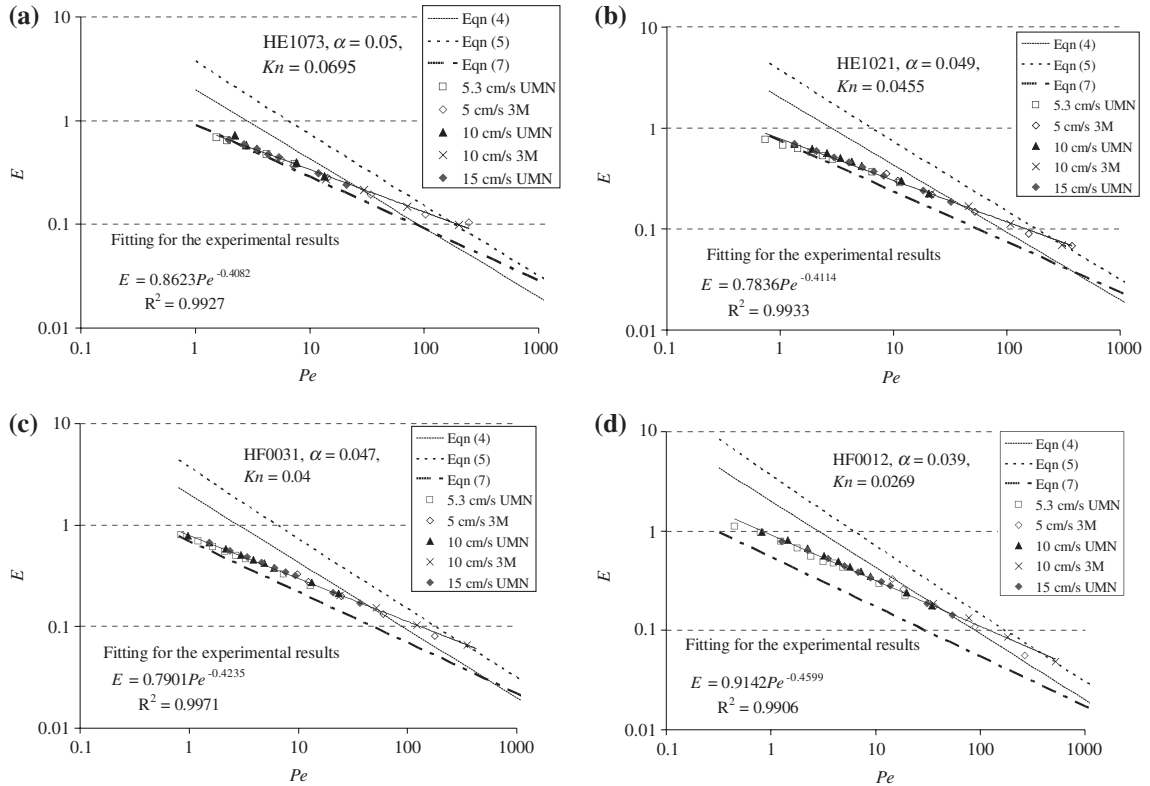 (a)
10
1
0.1
0.01
E
0.1
1
10
100
1000
Pe
HE1073, α = 0.05,
Kn = 0.0695
Eqn (4)
Eqn (5)
Eqn (7)
5.3 cm/s UMN
5 cm/s 3M
10 cm/s UMN
10 cm/s 3M
15 cm/s UMN
Fitting for the experimental results
E = 0.8623Pe^-0.4082
R² = 0.9927
(b)
10
1
0.1
0.01
E
0.1
1
10
100
1000
Pe
HE1021, α = 0.049,
Kn = 0.0455
Eqn (4)
Eqn (5)
Eqn (7)
5.3 cm/s UMN
5 cm/s 3M
10 cm/s UMN
10 cm/s 3M
15 cm/s UMN
Fitting for the experimental results
E = 0.7836Pe^-0.4114
R² = 0.9933
(c)
10
1
0.1
0.01
E
0.1
1
10
100
1000
Pe
HF0031, α = 0.047,
Kn = 0.04
Eqn (4)
Eqn (5)
Eqn (7)
5.3 cm/s UMN
5 cm/s 3M
10 cm/s UMN
10 cm/s 3M
15 cm/s UMN
Fitting for the experimental results
E = 0.7901Pe^-0.4235
R² = 0.9971
(d)
10
1
0.1
0.01
E
0.1
1
10
100
1000
Pe
HF0012, α = 0.039,
Kn = 0.0269
Eqn (4)
Eqn (5)
Eqn (7)
5.3 cm/s UMN
5 cm/s 3M
10 cm/s UMN
10 cm/s 3M
15 cm/s UMN
Fitting for the experimental results
E = 0.9142Pe^-0.4599
R² = 0.9906